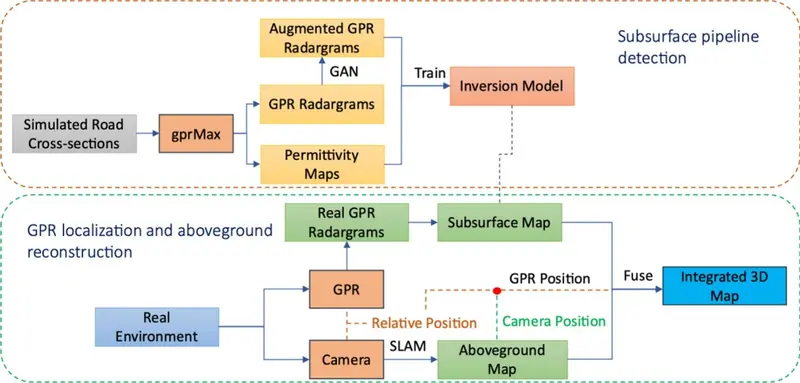 Subsurface pipeline
detection
Augmented GPR
Radargrams
GAN
Train
GPR Radargrams
Inversion Model
Simulated Road
Cross-sections
gprMax
Permittivity
Maps
GPR localization and aboveground
reconstruction
Real GPR
Radargrams
Subsurface Map
GPR
GPR Position
Fuse
Integrated 3D
Map
Real
Environment
Relative Position
Camera Position
Camera
SLAM
Aboveground
Map